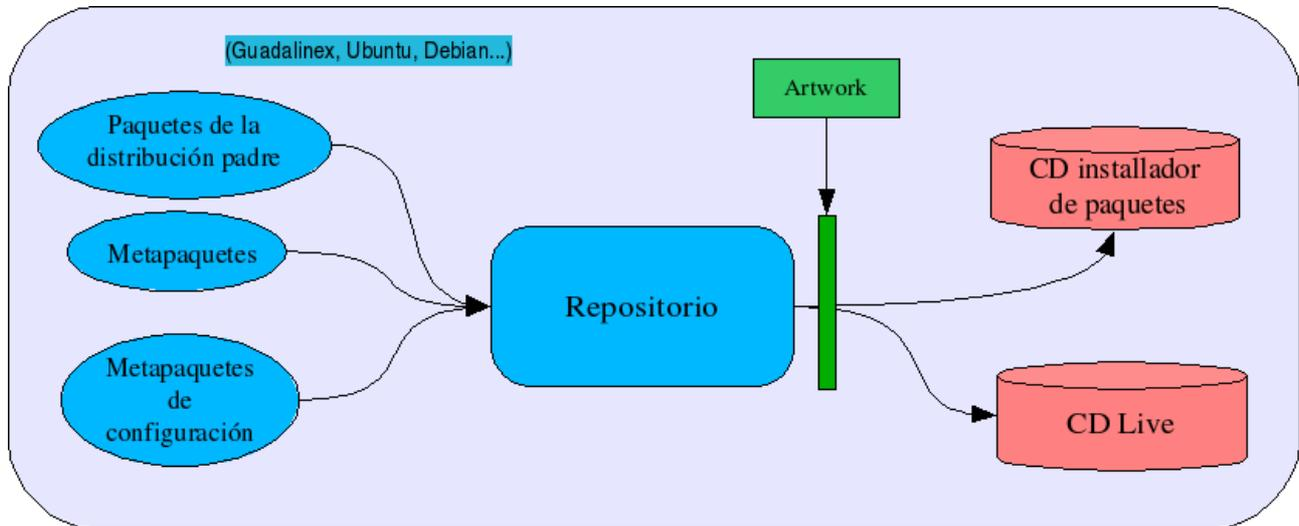 (Guadalinex, Ubuntu, Debian...)
Paquetes de la
distribución padre
Metapaquetes
Metapaquetes
de
configuración
Repositorio
Artwork
CD installador
de paquetes
CD Live